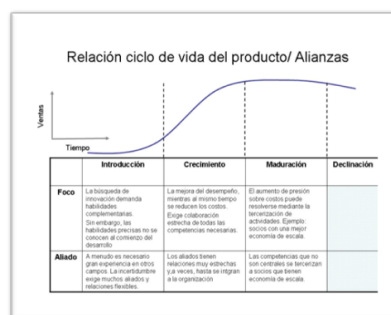 Relación ciclo de vida del producto/ Alianzas
Ventas
Tiempo
Introducción
Crecimiento
Maduración
Declinación
Foco
La búsqueda de
innovación demanda
habilidades
complementarias.
Sin embargo, las
habilidades precisas no se
conocen al comienzo del
desarrollo
La mejora del desempeño,
mientras al mismo tiempo
se reducen los costos.
Exige colaboración
estrecha de todas las
competencias necesarias.
El aumento de presión
sobre costos puede
resolverse mediante la
tercerización de
actividades. Ejemplo:
socios con una mejor
economía de escala.
Aliado
A menudo es necesario
gran experiencia en otros
campos. La incertidumbre
exige muchos aliados y
relaciones flexibles.
Los aliados tienen
relaciones muy estrechas
y,a veces, hasta se intgran
a la organización
Las competencias que no
son centrales se tercerizan
a socios que tienen
economía de escala.